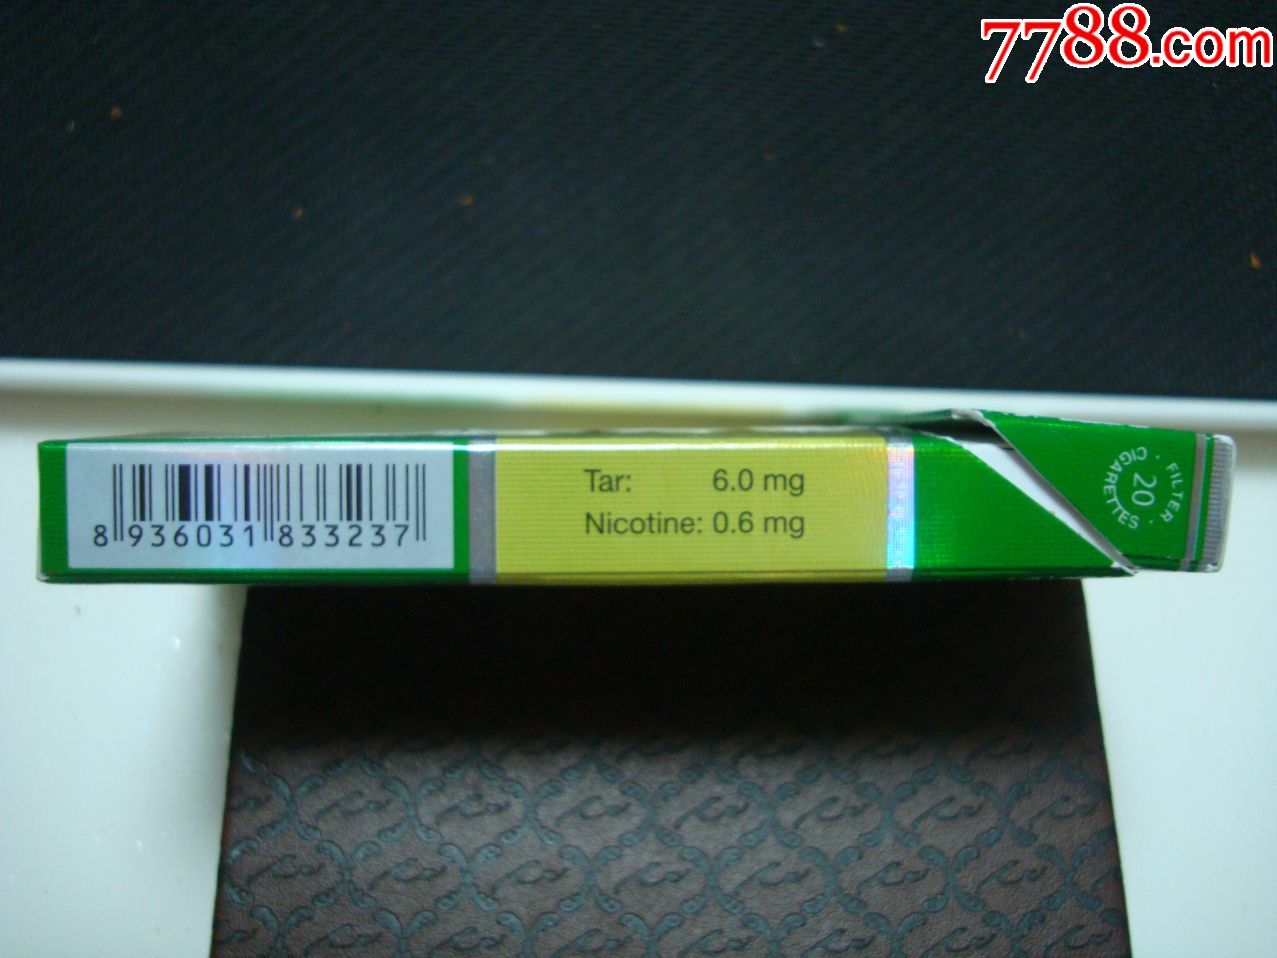 7788.com
8 936031 833237
Tar: 6.0 mg
Nicotine: 0.6 mg
· FILTER ·
20
CIGARETTES